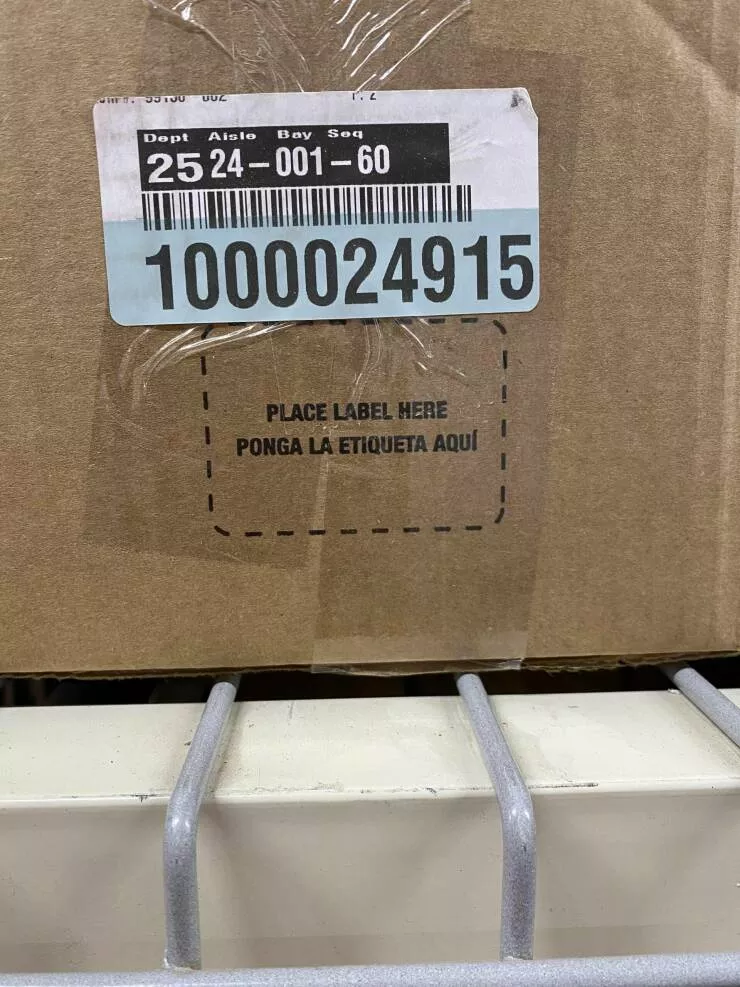 Dept Aisle Bay Seq
25 24-001-60
1000024915
PLACE LABEL HERE
PONGA LA ETIQUETA AQUÍ